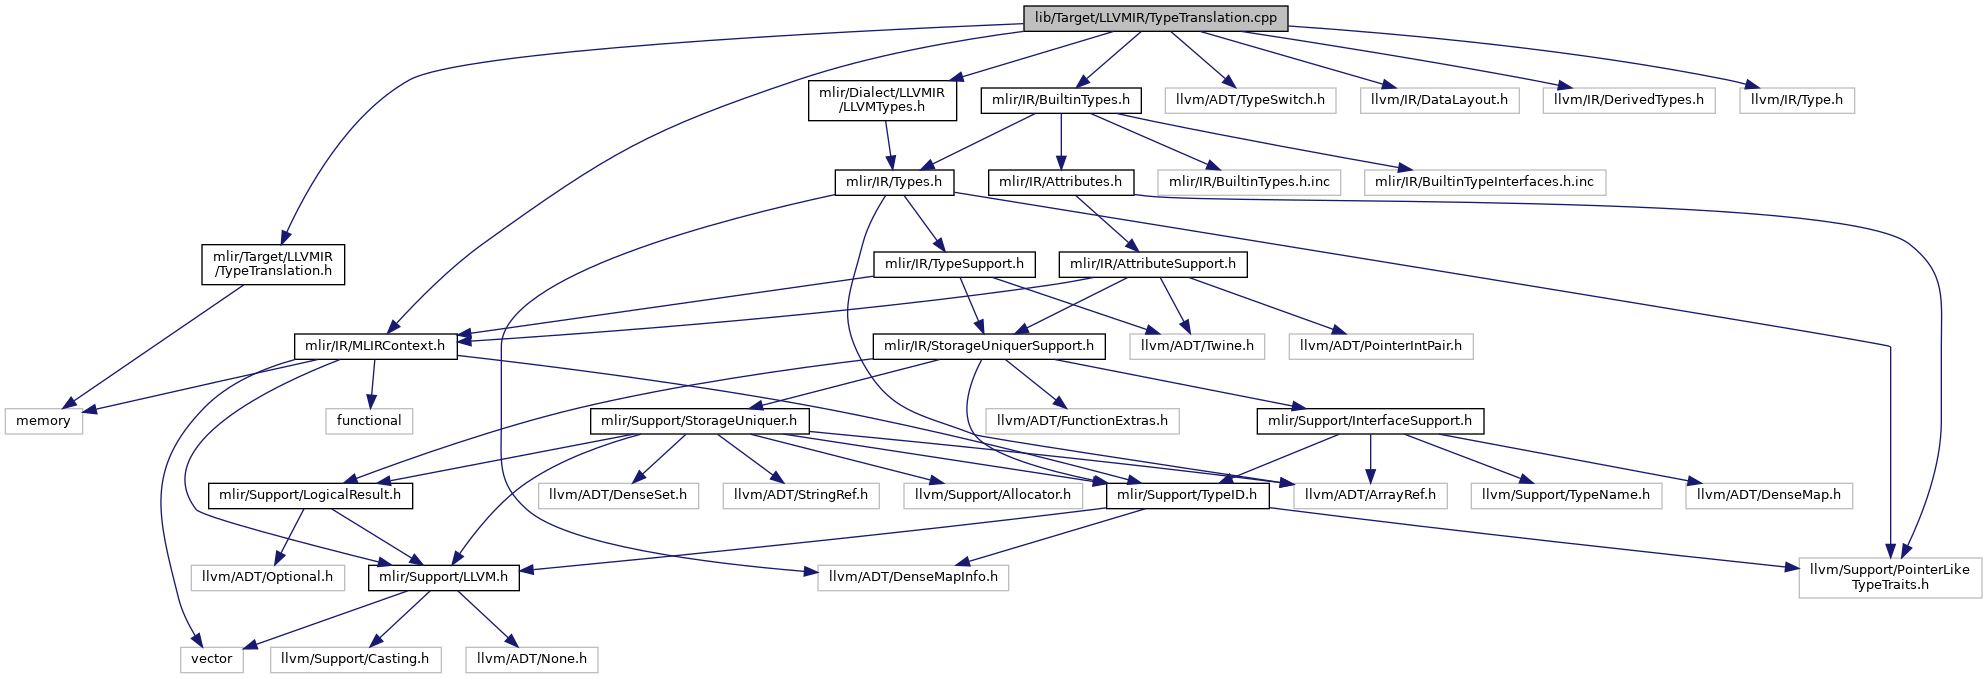 lib/Target/LLVMIR/TypeTranslation.cpp
mlir/Dialect/LLVMIR
/LLVMTypes.h
mlir/IR/BuiltinTypes.h
llvm/ADT/TypeSwitch.h
llvm/IR/DataLayout.h
llvm/IR/DerivedTypes.h
llvm/IR/Type.h
mlir/IR/Types.h
mlir/IR/Attributes.h
mlir/IR/BuiltinTypes.h.inc
mlir/IR/BuiltinTypeInterfaces.h.inc
mlir/Target/LLVMIR
/TypeTranslation.h
mlir/IR/TypeSupport.h
mlir/IR/AttributeSupport.h
mlir/IR/MLIRContext.h
mlir/IR/StorageUniquerSupport.h
llvm/ADT/Twine.h
llvm/ADT/PointerIntPair.h
memory
functional
mlir/Support/StorageUniquer.h
llvm/ADT/FunctionExtras.h
mlir/Support/InterfaceSupport.h
mlir/Support/LogicalResult.h
llvm/ADT/DenseSet.h
llvm/ADT/StringRef.h
llvm/Support/Allocator.h
mlir/Support/TypeID.h
llvm/ADT/ArrayRef.h
llvm/Support/TypeName.h
llvm/ADT/DenseMap.h
llvm/ADT/Optional.h
mlir/Support/LLVM.h
llvm/ADT/DenseMapInfo.h
llvm/Support/PointerLike
TypeTraits.h
vector
llvm/Support/Casting.h
llvm/ADT/None.h